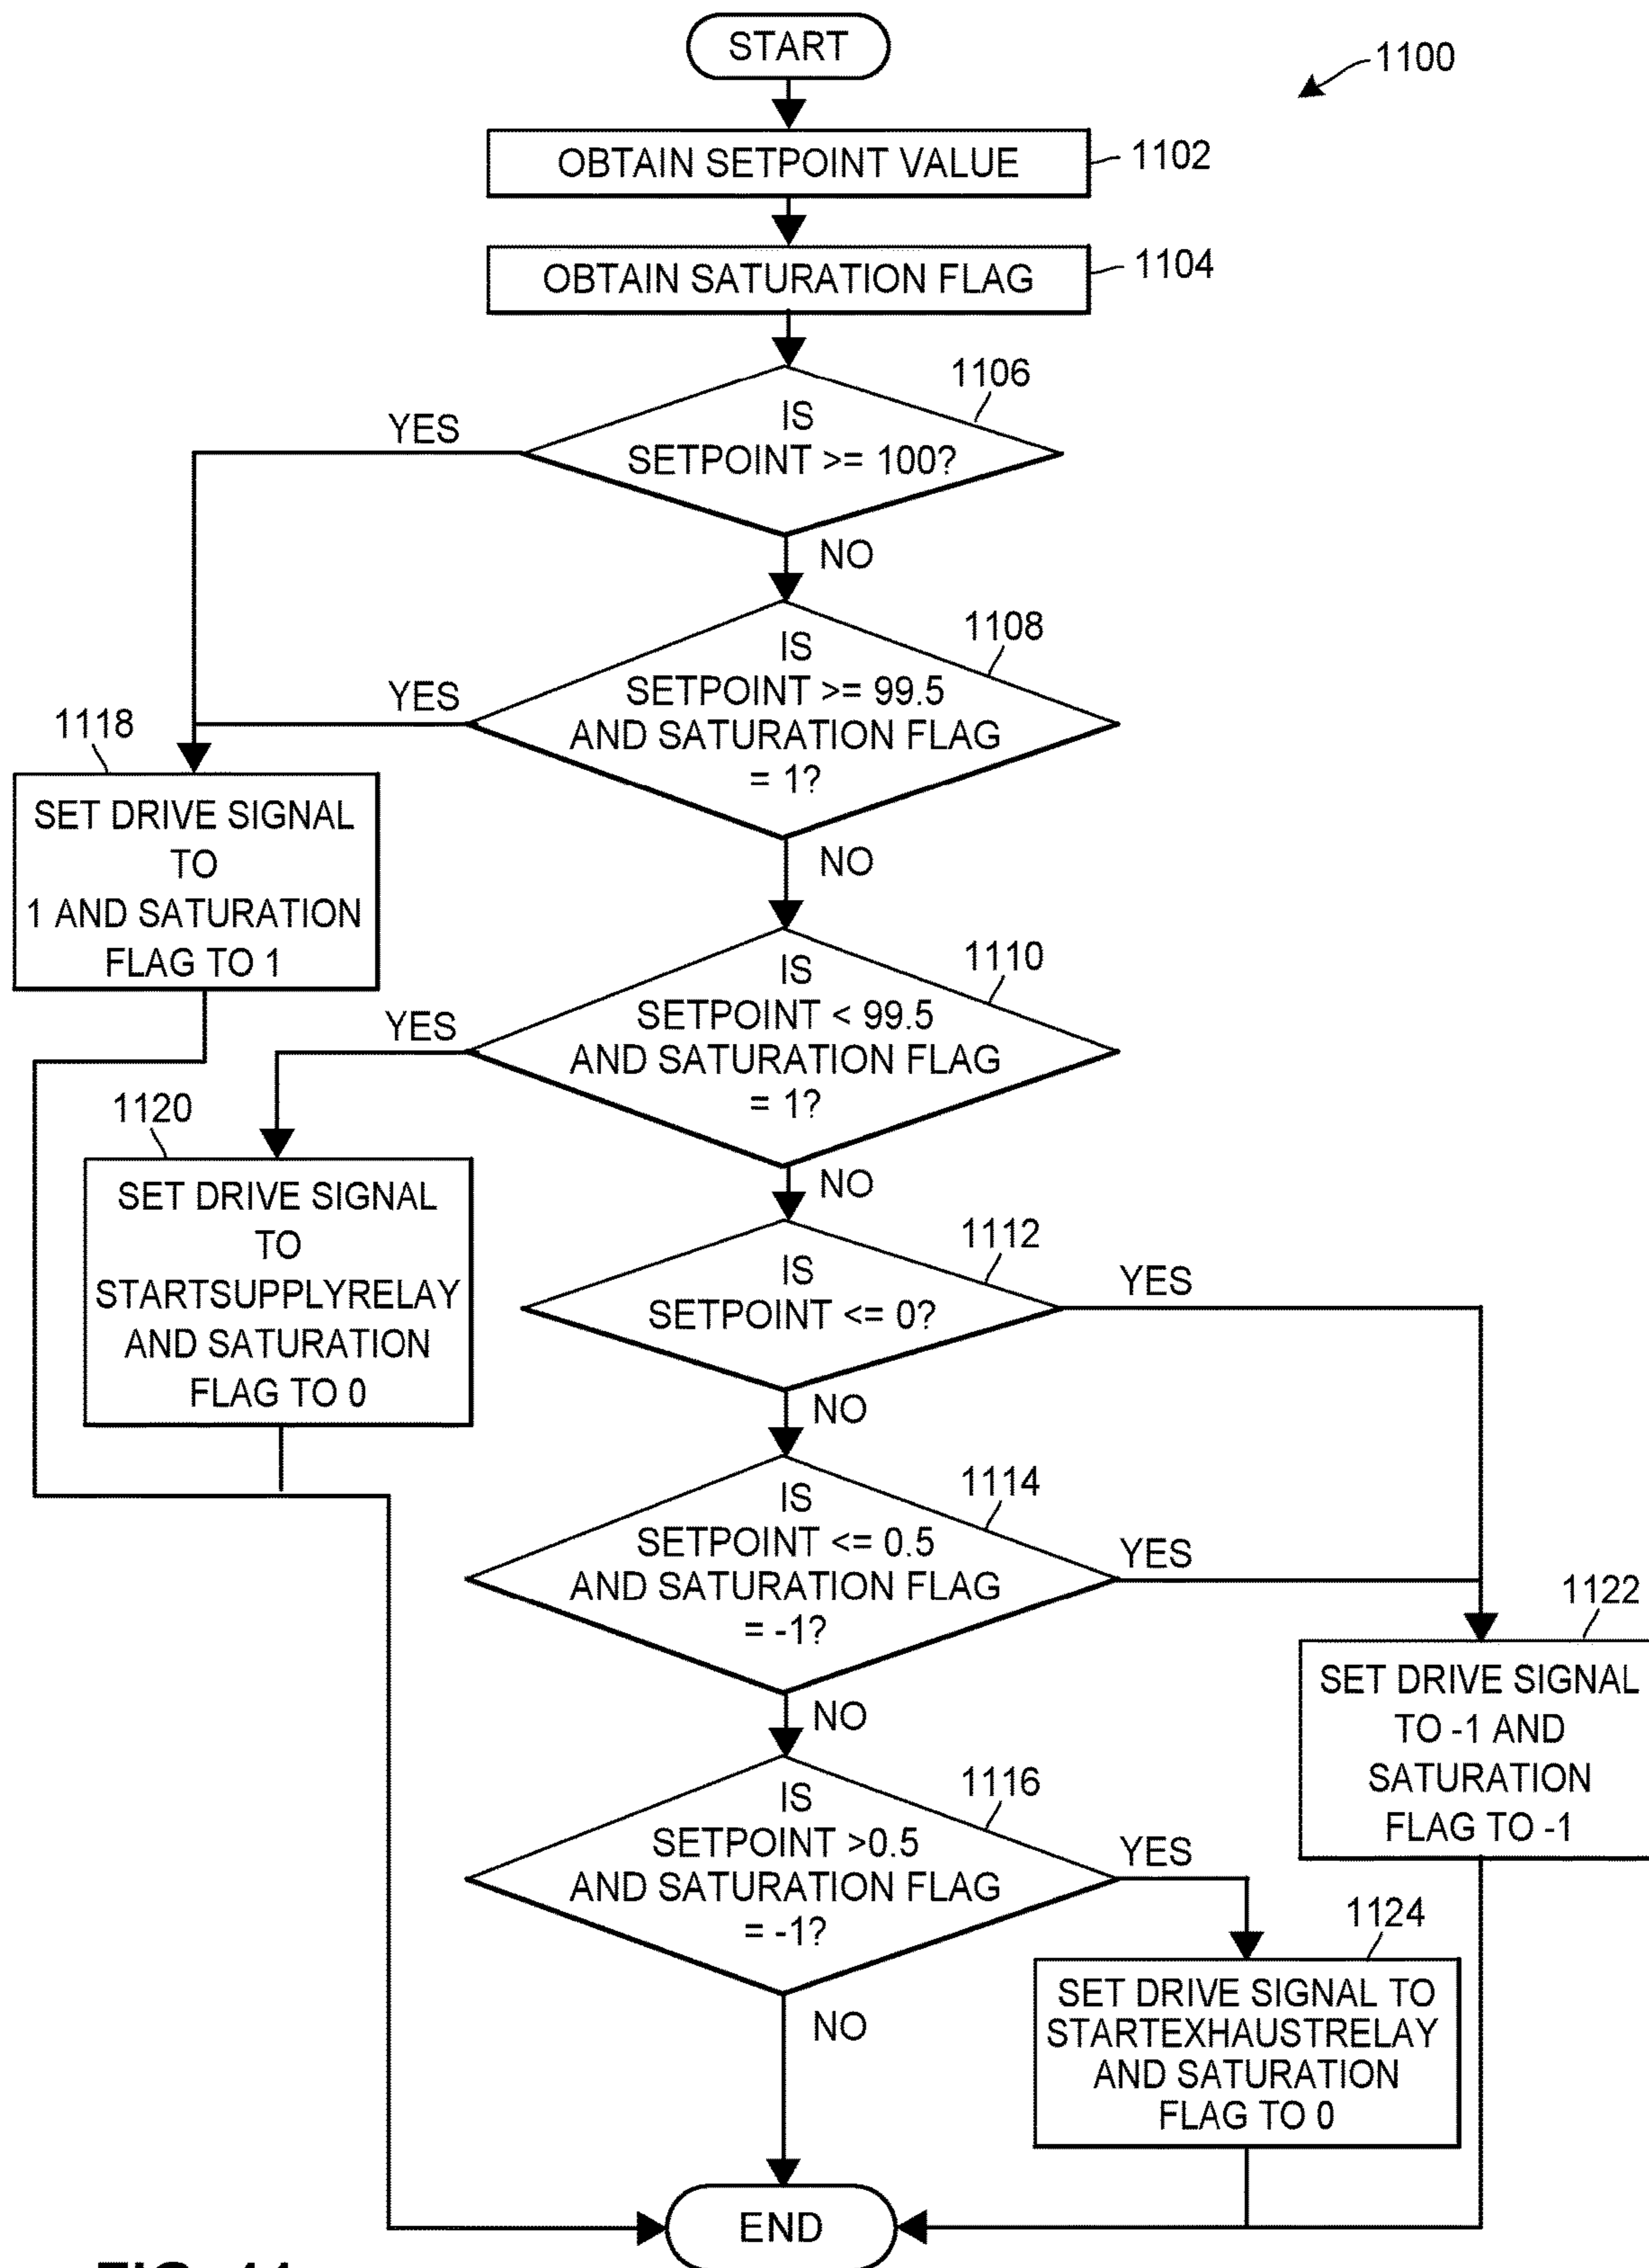 START
1100
OBTAIN SETPOINT VALUE
1102
OBTAIN SATURATION FLAG
1104
1106
IS
SETPOINT >= 100?
YES
NO
1108
IS
SETPOINT >= 99.5
AND SATURATION FLAG
= 1?
YES
NO
1118
SET DRIVE SIGNAL
TO
1 AND SATURATION
FLAG TO 1
1110
IS
SETPOINT < 99.5
AND SATURATION FLAG
= 1?
YES
NO
1120
SET DRIVE SIGNAL
TO
STARTSUPPLYRELAY
AND SATURATION
FLAG TO 0
1112
IS
SETPOINT <= 0?
YES
NO
1114
IS
SETPOINT <= 0.5
AND SATURATION FLAG
= -1?
YES
NO
1122
SET DRIVE SIGNAL
TO -1 AND
SATURATION
FLAG TO -1
1116
IS
SETPOINT >0.5
AND SATURATION FLAG
= -1?
YES
NO
1124
SET DRIVE SIGNAL TO
STARTEXHAUSTRELAY
AND SATURATION
FLAG TO 0
END